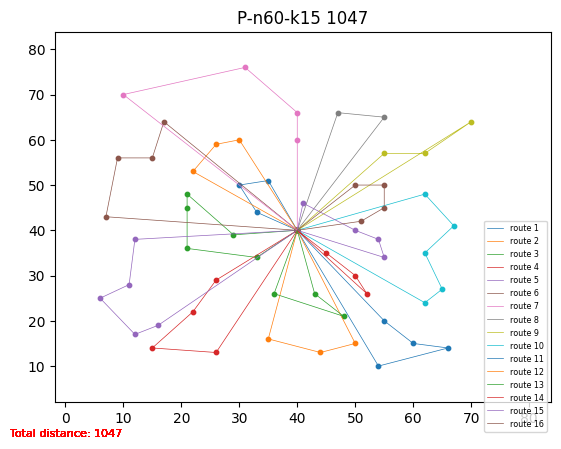 P-n60-k15 1047
80
70
60
50
40
30
20
10
0 10 20 30 40 50 60 70 80
route 1
route 2
route 3
route 4
route 5
route 6
route 7
route 8
route 9
route 10
route 11
route 12
route 13
route 14
route 15
route 16
Total distance: 1047